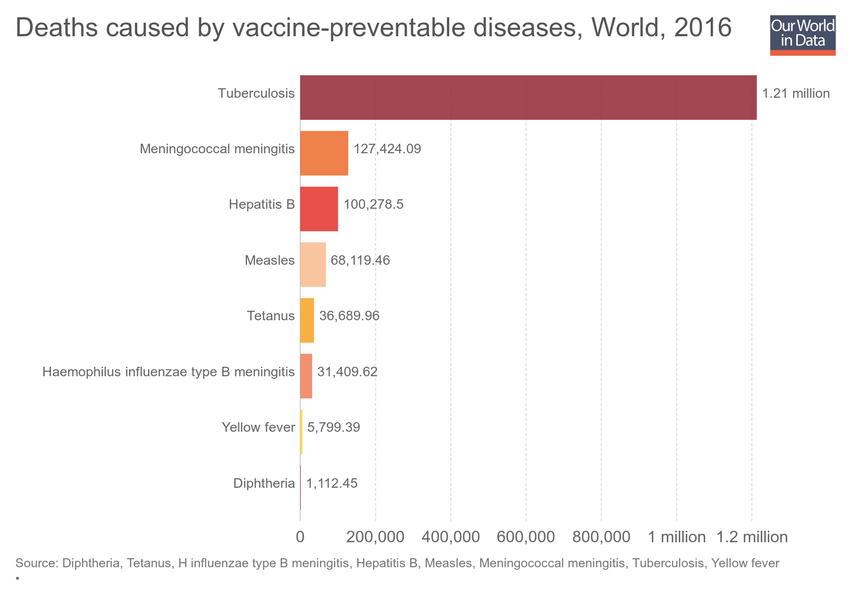 Deaths caused by vaccine-preventable diseases, World, 2016
Our World
in Data
Tuberculosis 1.21 million
Meningococcal meningitis 127,424.09
Hepatitis B 100,278.5
Measles 68,119.46
Tetanus 36,689.96
Haemophilus influenzae type B meningitis 31,409.62
Yellow fever 5,799.39
Diphtheria 1,112.45
0 200,000 400,000 600,000 800,000 1 million 1.2 million
Source: Diphtheria, Tetanus, H influenzae type B meningitis, Hepatitis B, Measles, Meningococcal meningitis, Tuberculosis, Yellow fever
•